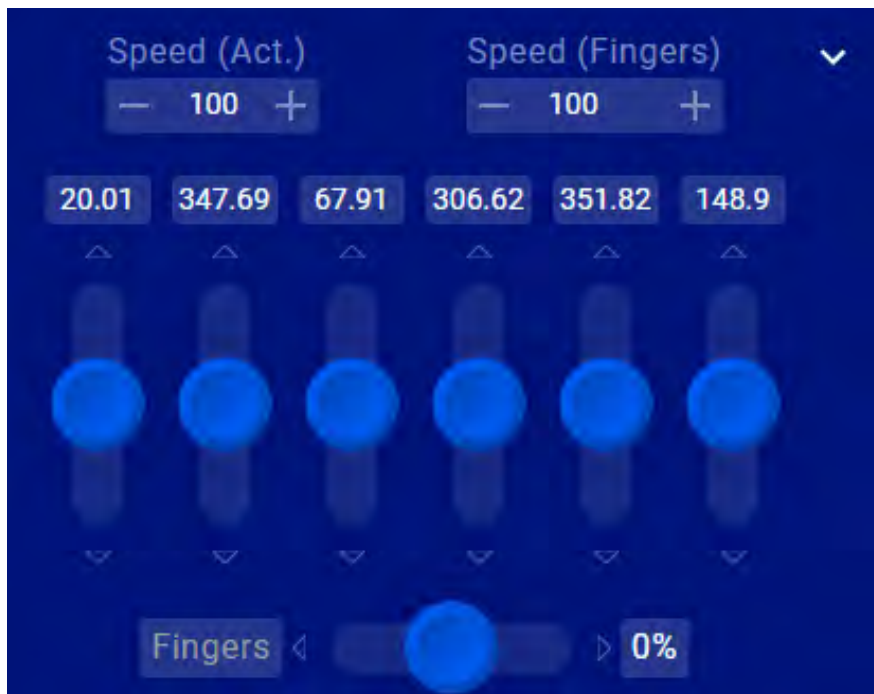 Speed (Act.) Speed (Fingers)
— 100 + — 100 +
20.01 347.69 67.91 306.62 351.82 148.9
Fingers 0%